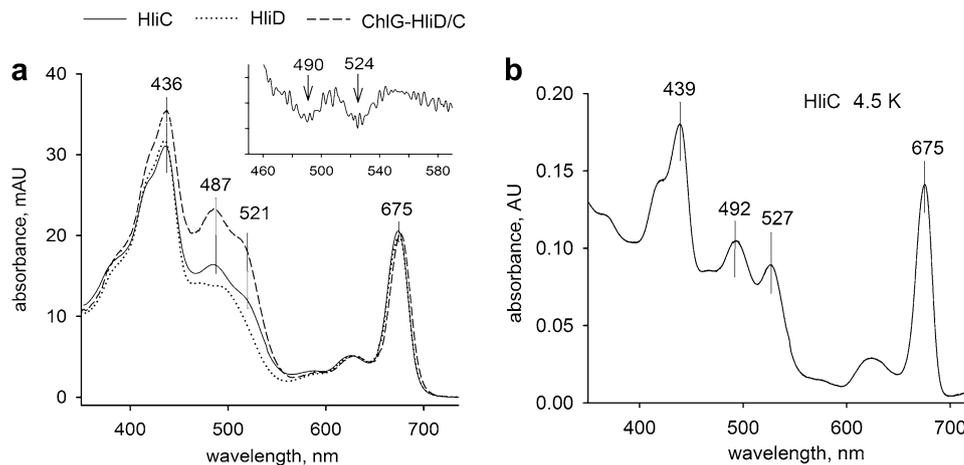 HliC HliD ChlG-HliD/C
a
40
30
20
10
0
absorbance, mAU
436
487
521
675
490 524
460 500 540 580
400 500 600 700
wavelength, nm
b
0.20
0.15
0.10
0.05
0.00
absorbance, AU
HliC 4.5 K
439
492
527
675
400 500 600 700
wavelength, nm